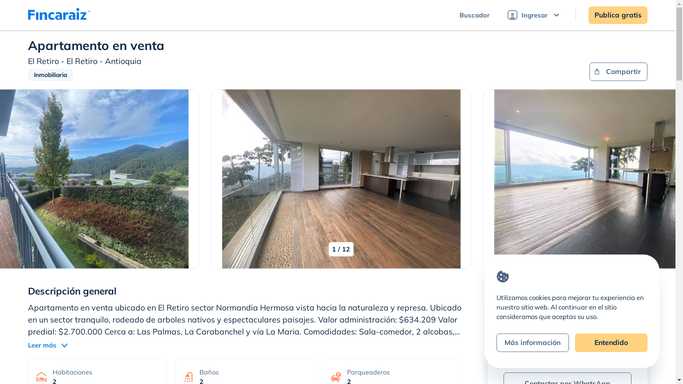 Fincaraiz
Buscador
Ingresar
Publica gratis
Apartamento en venta
El Retiro - El Retiro - Antioquia
Inmobiliaria
Compartir
1 / 12
Descripción general
Apartamento en venta ubicado en El Retiro sector Normandia Hermosa vista hacia la naturaleza y represa. Ubicado
en un sector tranquilo, rodeado de arboles nativos y espectaculares paisajes. Valor administración: $634.209 Valor
predial: $2.700.000 Cerca a: Las Palmas, La Carabanchel y vía La Maria. Comodidades: Sala-comedor, 2 alcobas,...
Leer más
Habitaciones
2
Baños
2
Parqueaderos
2
Utilizamos cookies para mejorar tu experiencia en
nuestro sitio web. Al continuar en el sitio
consideramos que aceptas su uso.
Más información
Entendido
Contactar por WhatsApp